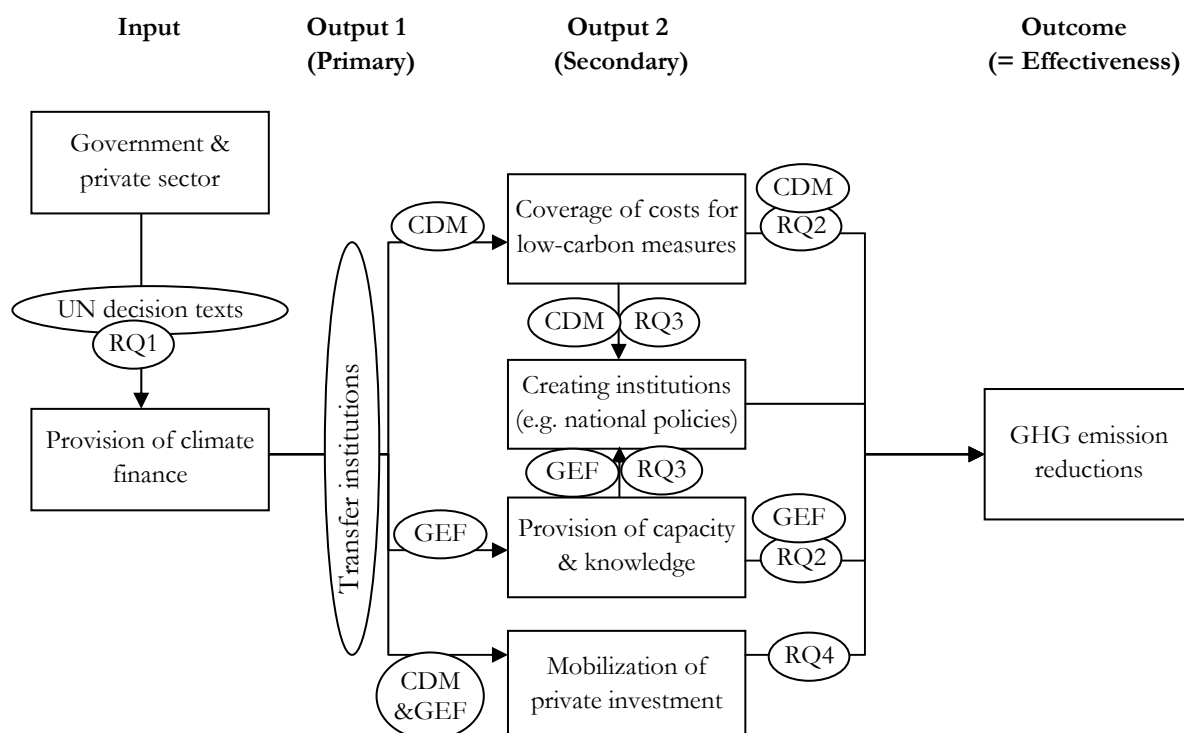 Input
Output 1
(Primary)
Output 2
(Secondary)
Outcome
(= Effectiveness)
Government &
private sector
UN decision texts
RQ1
Provision of climate
finance
Transfer institutions
CDM
Coverage of costs for
low-carbon measures
CDM
RQ2
CDM
RQ3
Creating institutions
(e.g. national policies)
GEF
RQ3
GEF
Provision of capacity
& knowledge
GEF
RQ2
CDM
&GEF
Mobilization of
private investment
RQ4
GHG emission
reductions